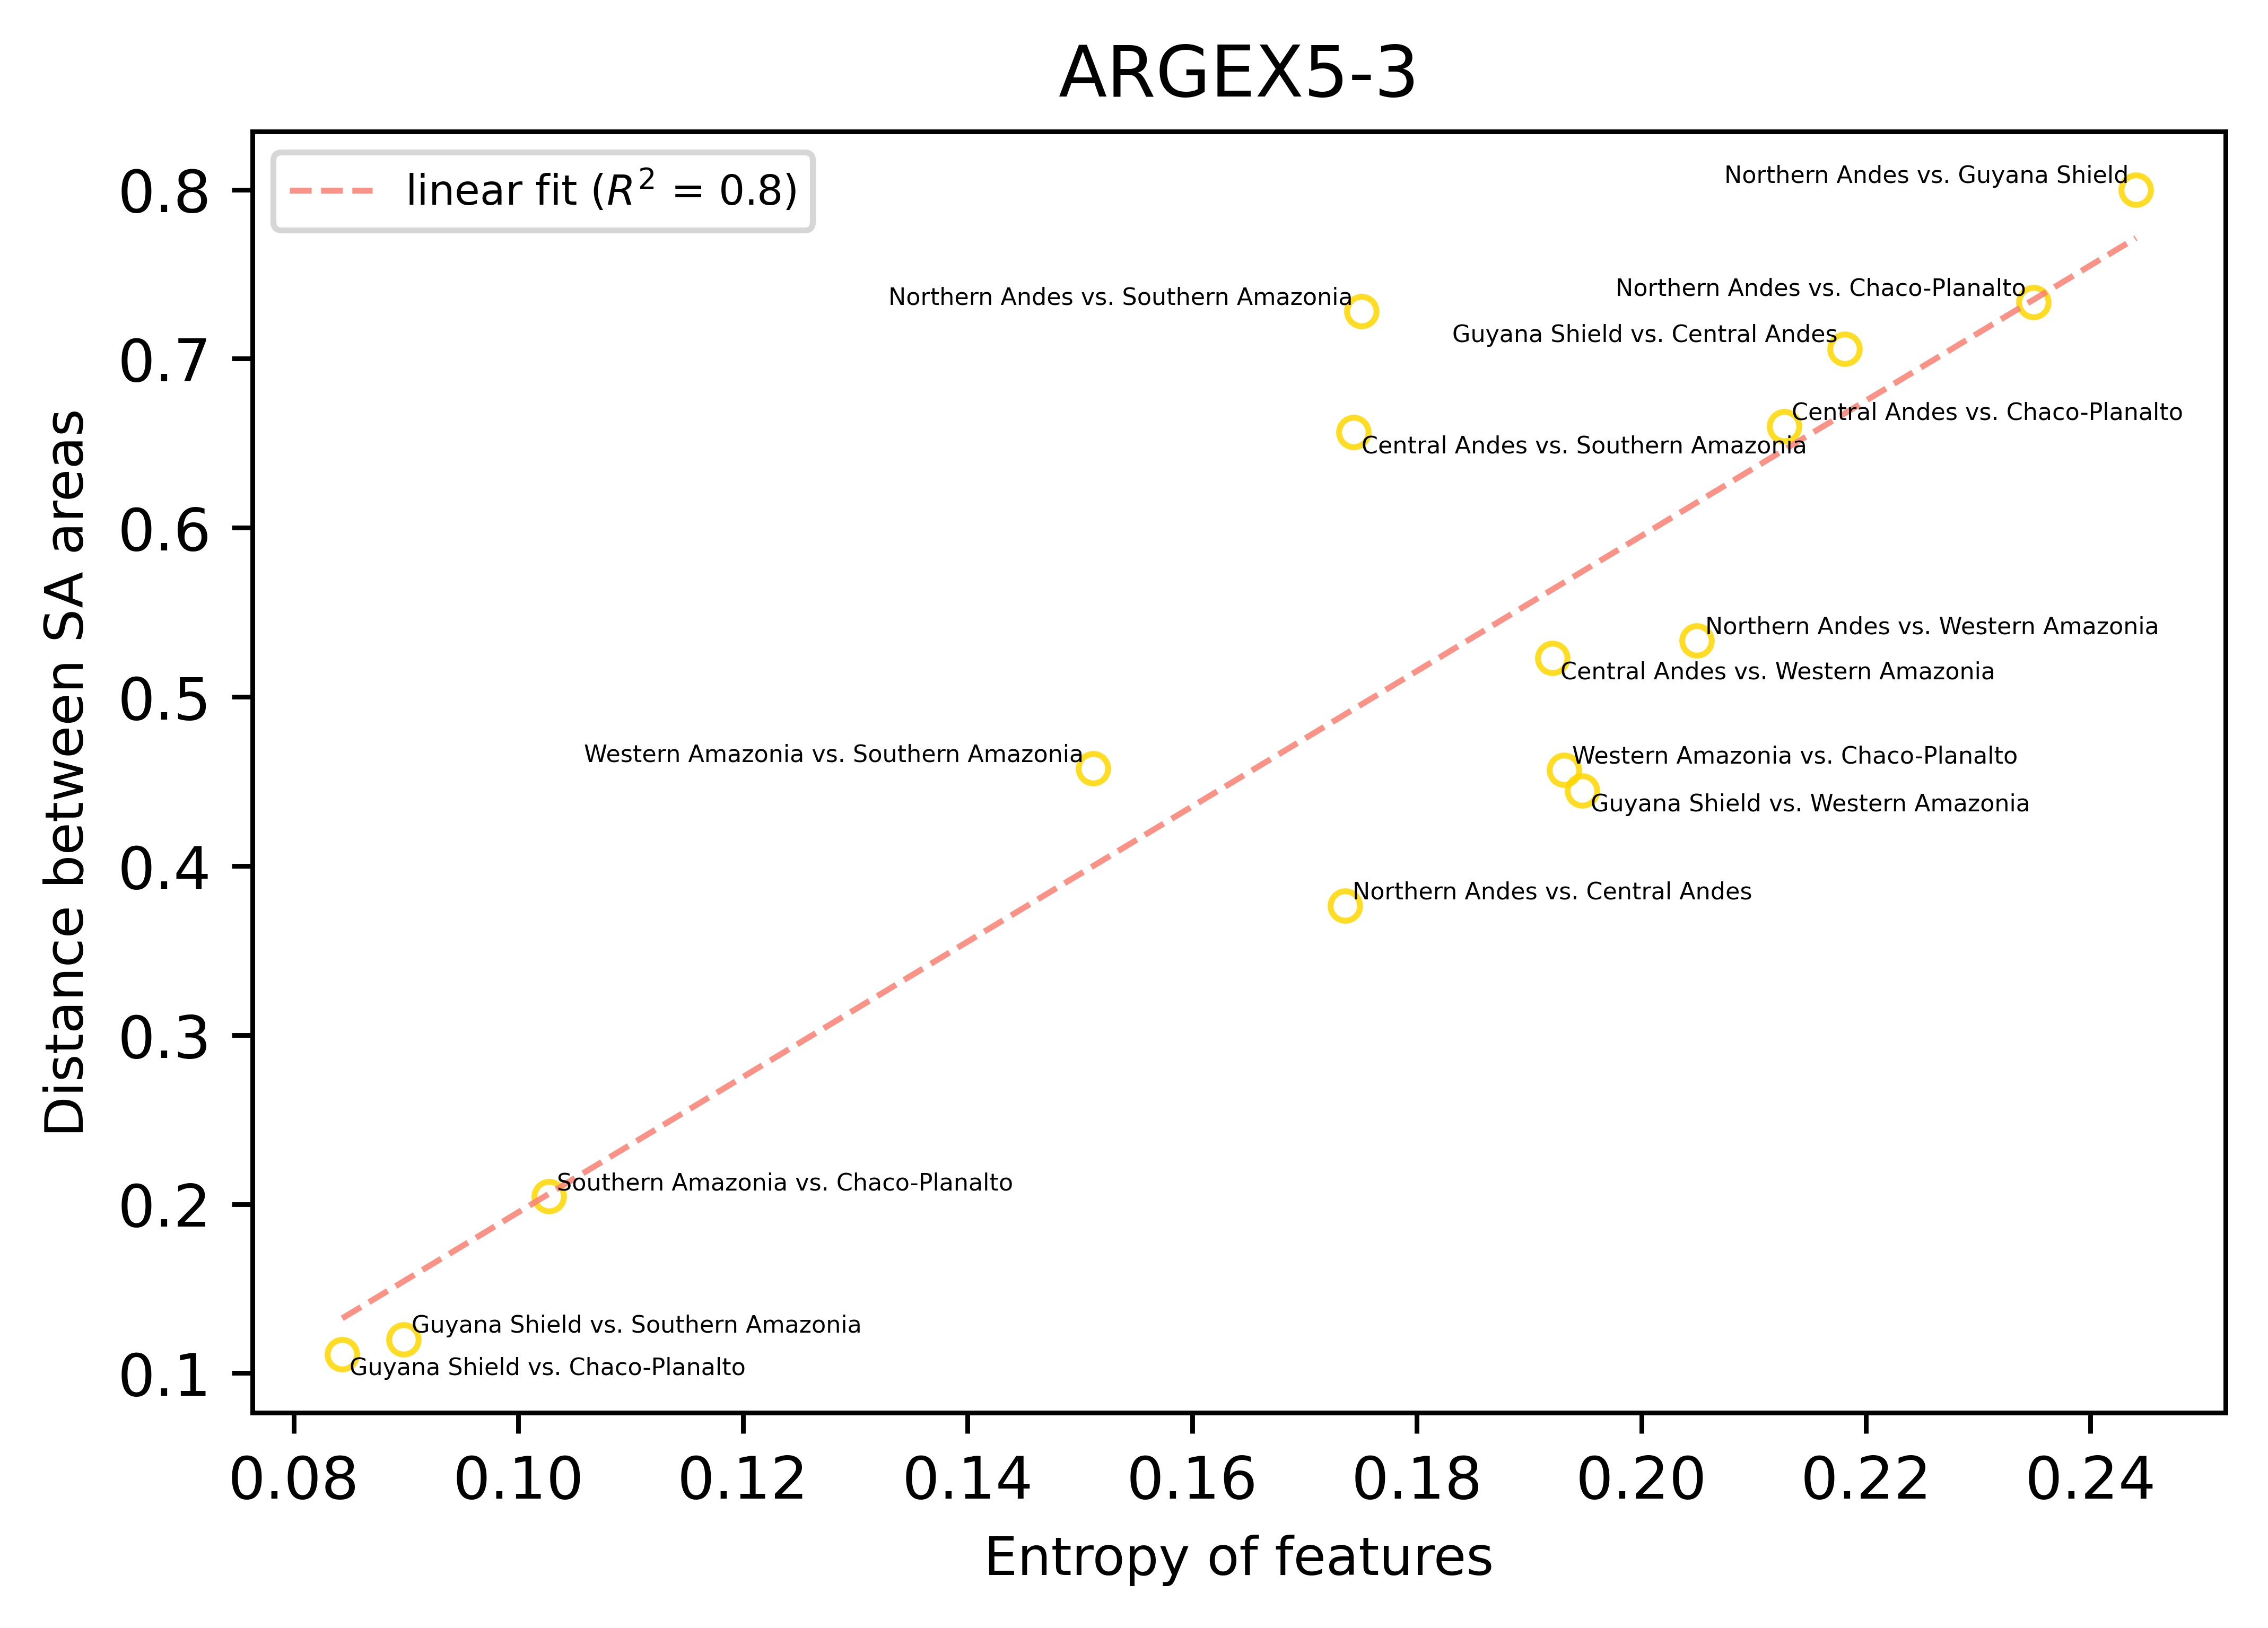 ARGEX5-3
linear fit (R² = 0.8)
Northern Andes vs. Guyana Shield
Northern Andes vs. Chaco-Planalto
Northern Andes vs. Southern Amazonia
Guyana Shield vs. Central Andes
Central Andes vs. Chaco-Planalto
Central Andes vs. Southern Amazonia
Northern Andes vs. Western Amazonia
Central Andes vs. Western Amazonia
Western Amazonia vs. Southern Amazonia
Western Amazonia vs. Chaco-Planalto
Guyana Shield vs. Western Amazonia
Northern Andes vs. Central Andes
Southern Amazonia vs. Chaco-Planalto
Guyana Shield vs. Southern Amazonia
Guyana Shield vs. Chaco-Planalto
Distance between SA areas
0.8
0.7
0.6
0.5
0.4
0.3
0.2
0.1
0.08 0.10 0.12 0.14 0.16 0.18 0.20 0.22 0.24
Entropy of features